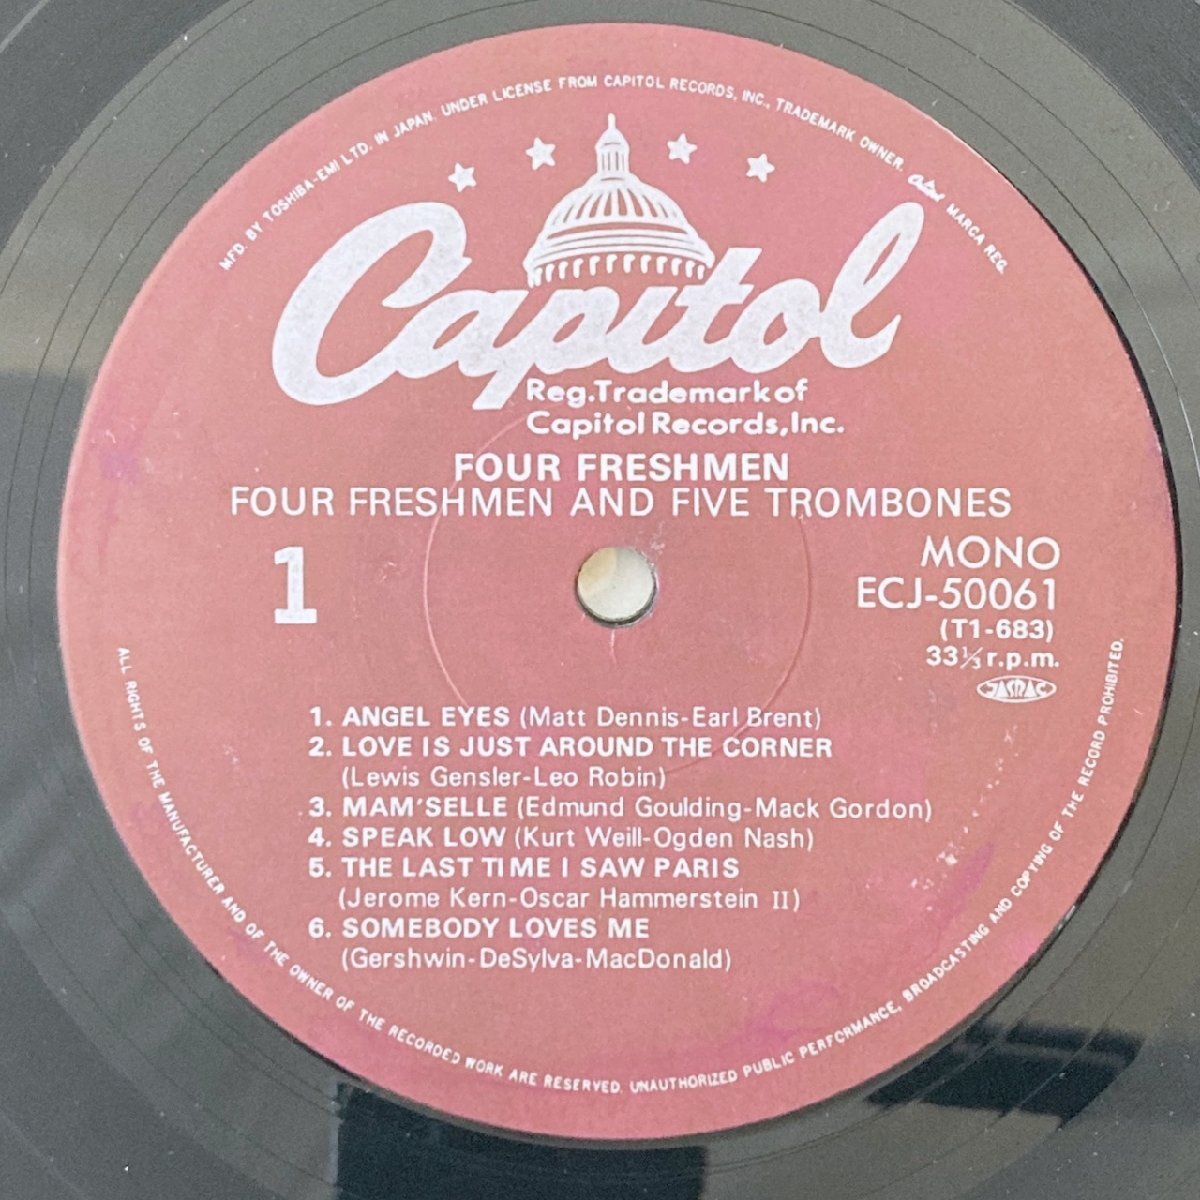 MFD. BY TOSHIBA-EMI LTD. IN JAPAN. UNDER LICENSE FROM CAPITOL RECORDS, INC., TRADEMARK OWNER. Capitol MARCA REG.
Capitol
Reg.Trademark of
Capitol Records,Inc.
FOUR FRESHMEN
FOUR FRESHMEN AND FIVE TROMBONES
1
MONO
ECJ-50061
(T1-683)
33⅓ r.p.m.
JASRAC
1. ANGEL EYES (Matt Dennis-Earl Brent)
2. LOVE IS JUST AROUND THE CORNER
(Lewis Gensler-Leo Robin)
3. MAM'SELLE (Edmund Goulding-Mack Gordon)
4. SPEAK LOW (Kurt Weill-Ogden Nash)
5. THE LAST TIME I SAW PARIS
(Jerome Kern-Oscar Hammerstein II)
6. SOMEBODY LOVES ME
(Gershwin-DeSylva-MacDonald)
ALL RIGHTS OF THE MANUFACTURER AND OF THE OWNER OF THE RECORDED WORK ARE RESERVED. UNAUTHORIZED PUBLIC PERFORMANCE, BROADCASTING AND COPYING OF THE RECORD PROHIBITED.